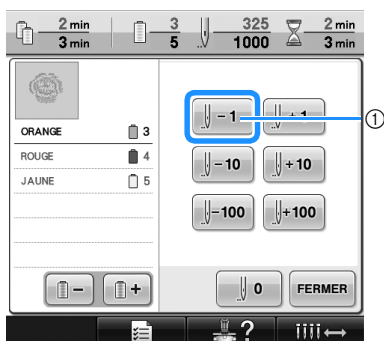 2 min 3 325 2 min
3 min 5 1000 3 min
ORANGE 3
ROUGE 4
JAUNE 5
−1 +1
−10 +10
−100 +100
− + 0 FERMER
?
①